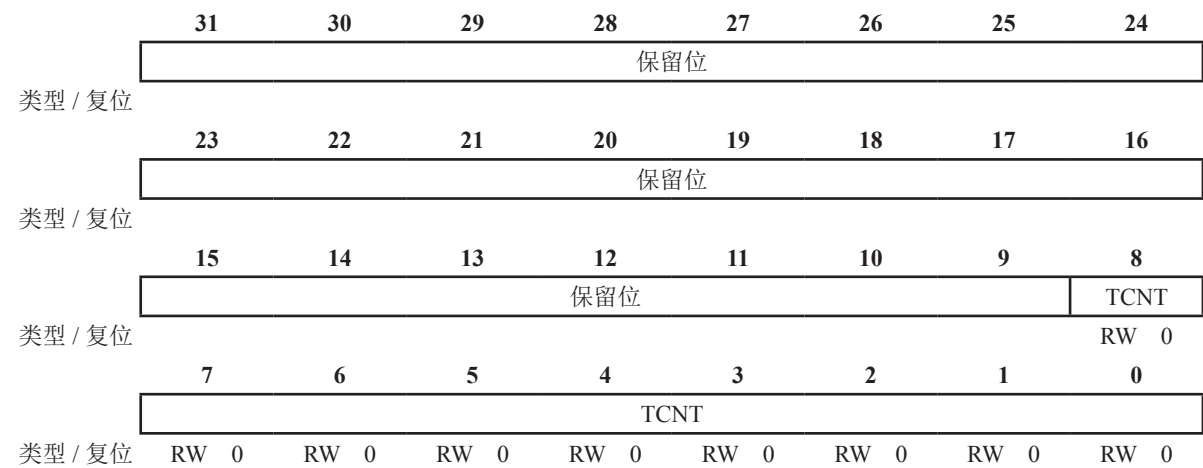 31 30 29 28 27 26 25 24
保留位
类型 / 复位
23 22 21 20 19 18 17 16
保留位
类型 / 复位
15 14 13 12 11 10 9 8
保留位 TCNT
类型 / 复位 RW 0
7 6 5 4 3 2 1 0
TCNT
类型 / 复位 RW 0 RW 0 RW 0 RW 0 RW 0 RW 0 RW 0 RW 0